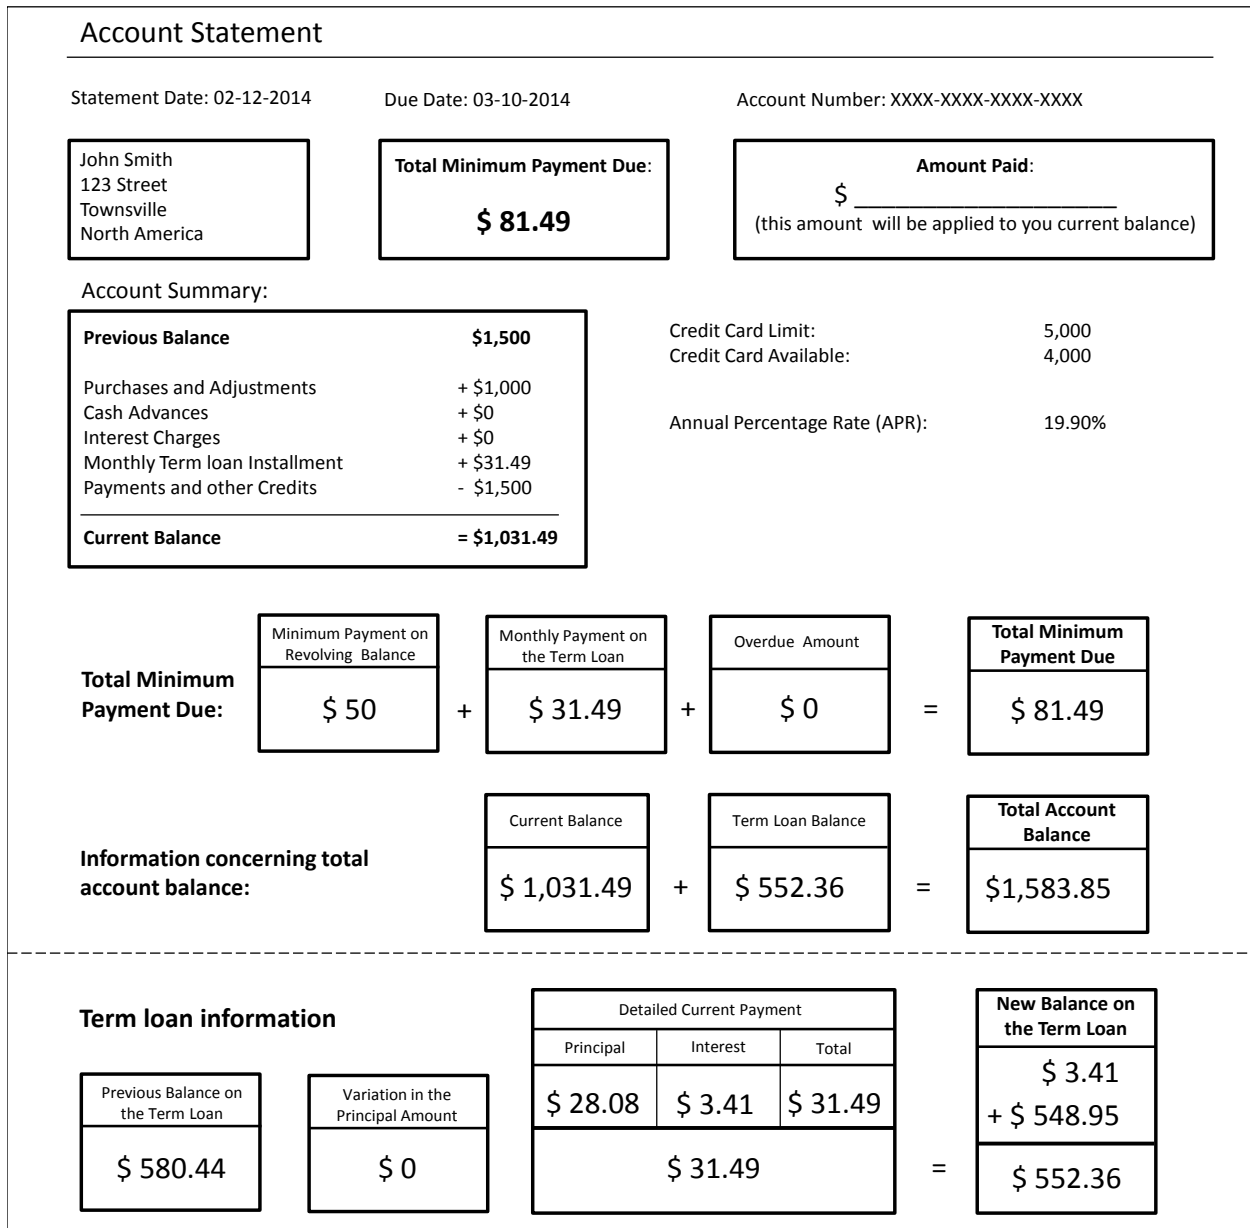 Account Statement
Statement Date: 02-12-2014 Due Date: 03-10-2014 Account Number: XXXX-XXXX-XXXX-XXXX
John Smith
123 Street
Townsville
North America
Total Minimum Payment Due:
$ 81.49
Amount Paid:
$ ____________________
(this amount will be applied to you current balance)
Account Summary:
Previous Balance $1,500
Purchases and Adjustments + $1,000
Cash Advances + $0
Interest Charges + $0
Monthly Term loan Installment + $31.49
Payments and other Credits - $1,500
Current Balance = $1,031.49
Credit Card Limit: 5,000
Credit Card Available: 4,000
Annual Percentage Rate (APR): 19.90%
Total Minimum
Payment Due:
Minimum Payment on
Revolving Balance
$ 50
+
Monthly Payment on
the Term Loan
$ 31.49
+
Overdue Amount
$ 0
=
Total Minimum
Payment Due
$ 81.49
Information concerning total
account balance:
Current Balance
$ 1,031.49
+
Term Loan Balance
$ 552.36
=
Total Account
Balance
$1,583.85
Term loan information
Previous Balance on
the Term Loan
$ 580.44
Variation in the
Principal Amount
$ 0
Detailed Current Payment
Principal Interest Total
$ 28.08 $ 3.41 $ 31.49
$ 31.49
=
New Balance on
the Term Loan
$ 3.41
+ $ 548.95
$ 552.36